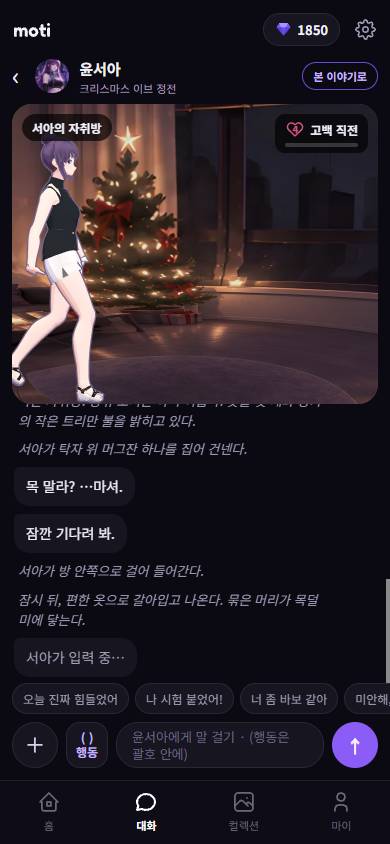 moti
1850
윤서아
크리스마스 이브 정전
본 이야기로
서아의 자취방
4 고백 직전
의 작은 트리만 불을 밝히고 있다.
서아가 탁자 위 머그잔 하나를 집어 건넨다.
목 말라? …마셔.
잠깐 기다려 봐.
서아가 방 안쪽으로 걸어 들어간다.
잠시 뒤, 편한 옷으로 갈아입고 나온다. 묶은 머리가 목덜
미에 닿는다.
서아가 입력 중…
오늘 진짜 힘들었어
나 시험 붙었어!
너 좀 바보 같아
미안해,
( )
행동
서아에게 말 걸기 · (행동은
괄호 안에)
홈
대화
컬렉션
마이